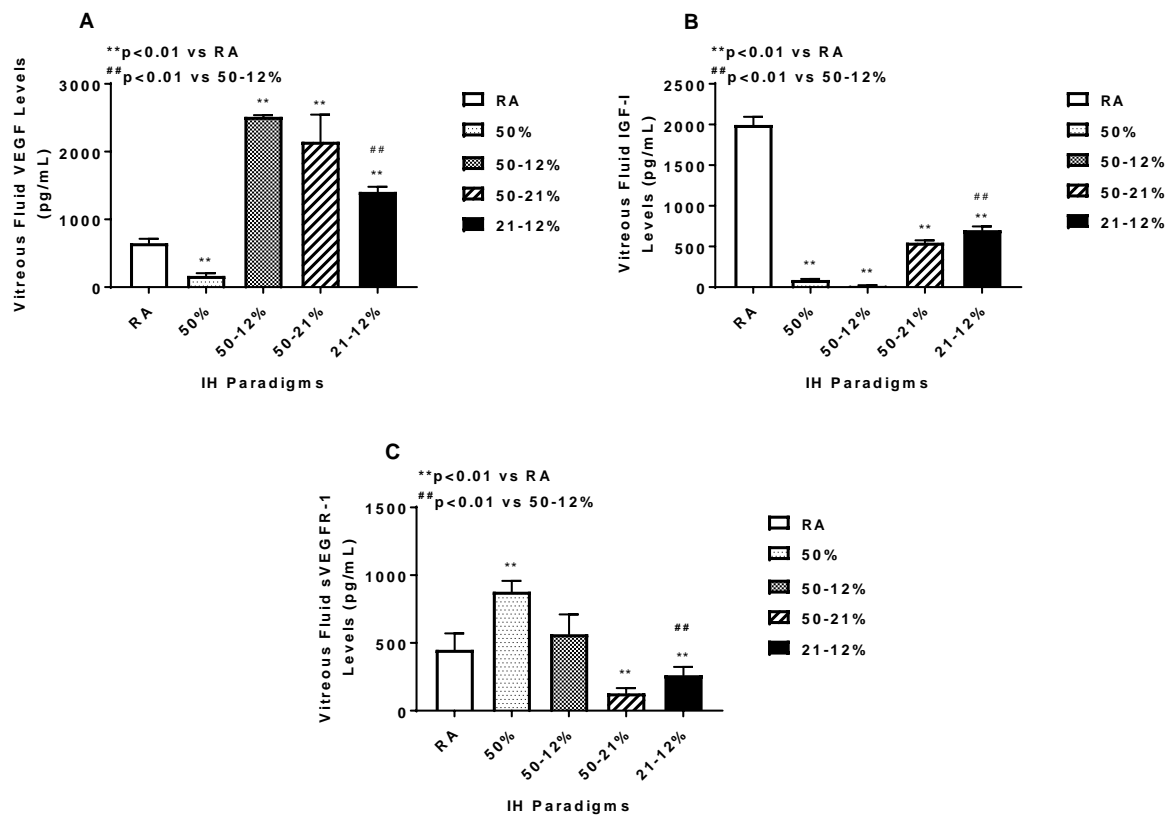 A
**p<0.01 vs RA
##p<0.01 vs 50-12%
Vitreous Fluid VEGF Levels
(pg/mL)
3000
2000
1000
0
**
**
**
##
**
RA
50%
50-12%
50-21%
21-12%
IH Paradigms
RA
50%
50-12%
50-21%
21-12%
B
**p<0.01 vs RA
##p<0.01 vs 50-12%
Vitreous Fluid IGF-I
Levels (pg/mL)
2500
2000
1500
1000
500
0
**
**
**
##
**
RA
50%
50-12%
50-21%
21-12%
IH Paradigms
RA
50%
50-12%
50-21%
21-12%
C
**p<0.01 vs RA
##p<0.01 vs 50-12%
Vitreous Fluid sVEGFR-1
Levels (pg/mL)
1500
1000
500
0
**
**
##
**
RA
50%
50-12%
50-21%
21-12%
IH Paradigms
RA
50%
50-12%
50-21%
21-12%